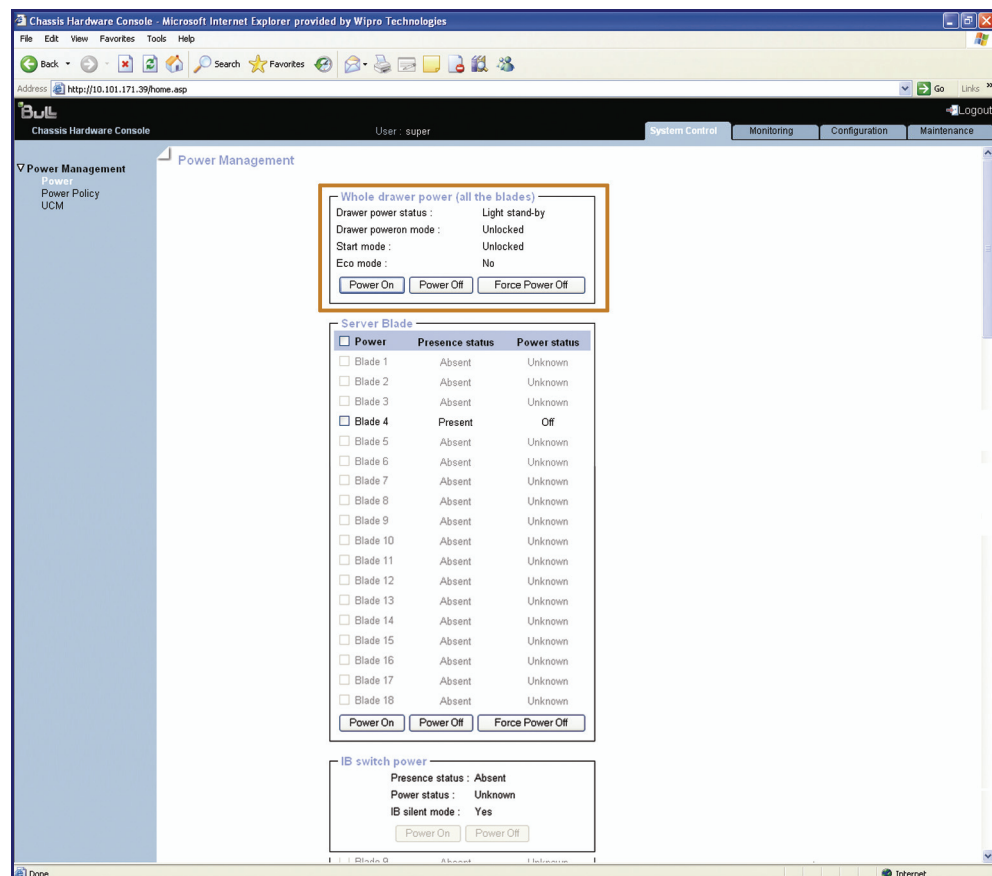 Chassis Hardware Console - Microsoft Internet Explorer provided by Wipro Technologies
File Edit View Favorites Tools Help
Back Search Favorites
Address http://10.101.171.39/home.asp Go Links »
Bull Logout
Chassis Hardware Console User : super System Control Monitoring Configuration Maintenance
Power Management
Power Management
Power
Power Policy
UCM
Whole drawer power (all the blades)
Drawer power status : Light stand-by
Drawer poweron mode : Unlocked
Start mode : Unlocked
Eco mode : No
Power On Power Off Force Power Off
Server Blade
Power Presence status Power status
Blade 1 Absent Unknown
Blade 2 Absent Unknown
Blade 3 Absent Unknown
Blade 4 Present Off
Blade 5 Absent Unknown
Blade 6 Absent Unknown
Blade 7 Absent Unknown
Blade 8 Absent Unknown
Blade 9 Absent Unknown
Blade 10 Absent Unknown
Blade 11 Absent Unknown
Blade 12 Absent Unknown
Blade 13 Absent Unknown
Blade 14 Absent Unknown
Blade 15 Absent Unknown
Blade 16 Absent Unknown
Blade 17 Absent Unknown
Blade 18 Absent Unknown
Power On Power Off Force Power Off
IB switch power
Presence status : Absent
Power status : Unknown
IB silent mode : Yes
Power On Power Off
Blade 9 Absent Unknown
Done Internet